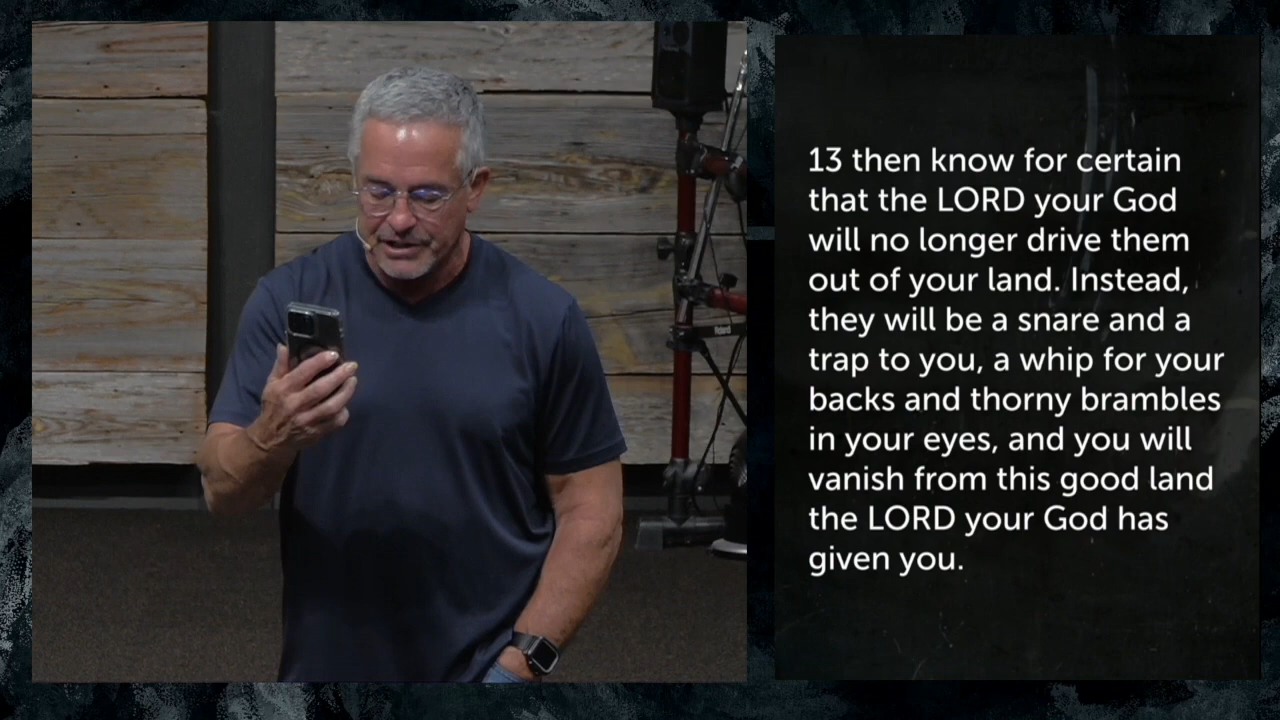 13 then know for certain
that the LORD your God
will no longer drive them
out of your land. Instead,
they will be a snare and a
trap to you, a whip for your
backs and thorny brambles
in your eyes, and you will
vanish from this good land
the LORD your God has
given you.
Roland